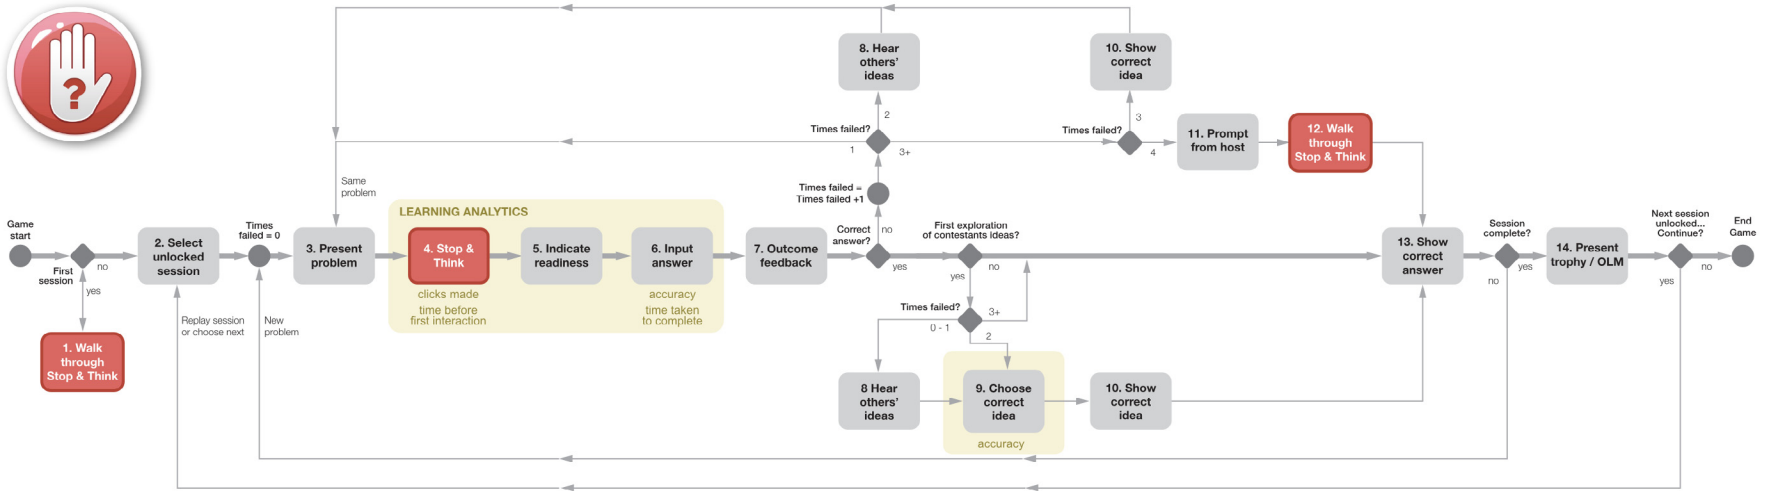 ?
8. Hear
others’
ideas
10. Show
correct
idea
2
3
Times failed?
1
3+
Times failed?
4
11. Prompt
from host
12. Walk
through
Stop & Think
Same
problem
Times failed =
Times failed +1
no
Game
start
First
session
no
yes
1. Walk
through
Stop & Think
2. Select
unlocked
session
Replay session
or choose next
Times
failed = 0
New
problem
3. Present
problem
LEARNING ANALYTICS
4. Stop &
Think
clicks made
time before
first interaction
5. Indicate
readiness
6. Input
answer
accuracy
time taken
to complete
7. Outcome
feedback
Correct
answer?
yes
First exploration
of contestants ideas?
no
yes
Times failed?
3+
0 - 1
2
8 Hear
others’
ideas
9. Choose
correct
idea
accuracy
10. Show
correct
idea
13. Show
correct
answer
Session
complete?
yes
no
14. Present
trophy / OLM
Next session
unlocked...
Continue?
no
yes
End
Game